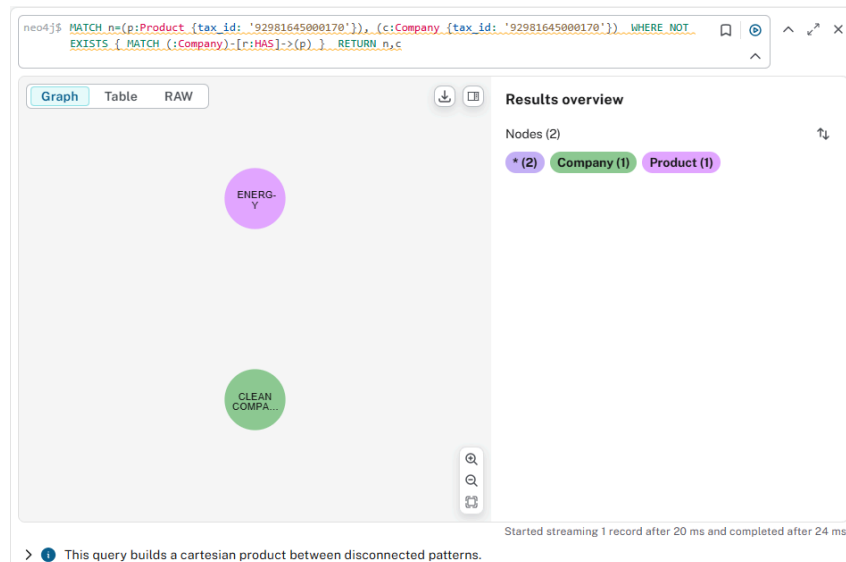 neo4j$ MATCH n=(p:Product {tax_id: '92981645000170'}), (c:Company {tax_id: '92981645000170'})  WHERE NOT
EXISTS { MATCH (:Company)-[r:HAS]->(p) }  RETURN n,c
Graph Table RAW
Results overview
Nodes (2)
* (2) Company (1) Product (1)
ENERG-
Y
CLEAN
COMPA...
Started streaming 1 record after 20 ms and completed after 24 ms
This query builds a cartesian product between disconnected patterns.